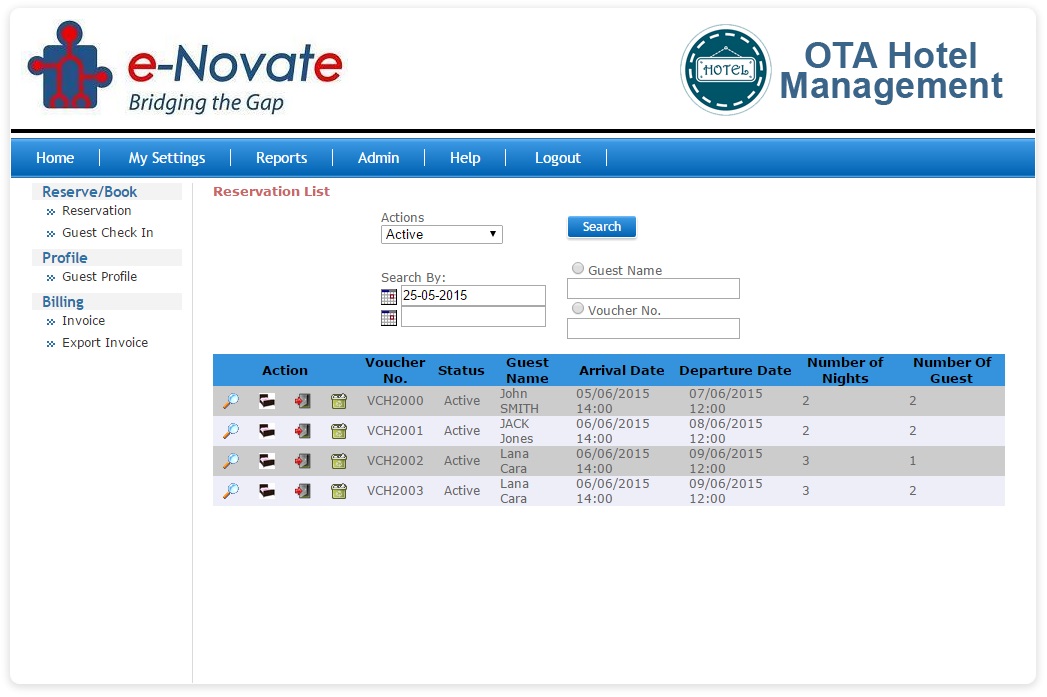 e-Novate
Bridging the Gap
HOTEL
OTA Hotel
Management
Home My Settings Reports Admin Help Logout
Reserve/Book
Reservation
Guest Check In
Profile
Guest Profile
Billing
Invoice
Export Invoice
Reservation List
Actions
Active
Search
Search By:
25-05-2015
Guest Name
Voucher No.
Action Voucher No. Status Guest Name Arrival Date Departure Date Number of Nights Number Of Guest
VCH2000 Active John SMITH 05/06/2015 14:00 07/06/2015 12:00 2 2
VCH2001 Active JACK Jones 06/06/2015 14:00 08/06/2015 12:00 2 2
VCH2002 Active Lana Cara 06/06/2015 14:00 09/06/2015 12:00 3 1
VCH2003 Active Lana Cara 06/06/2015 14:00 09/06/2015 12:00 3 2